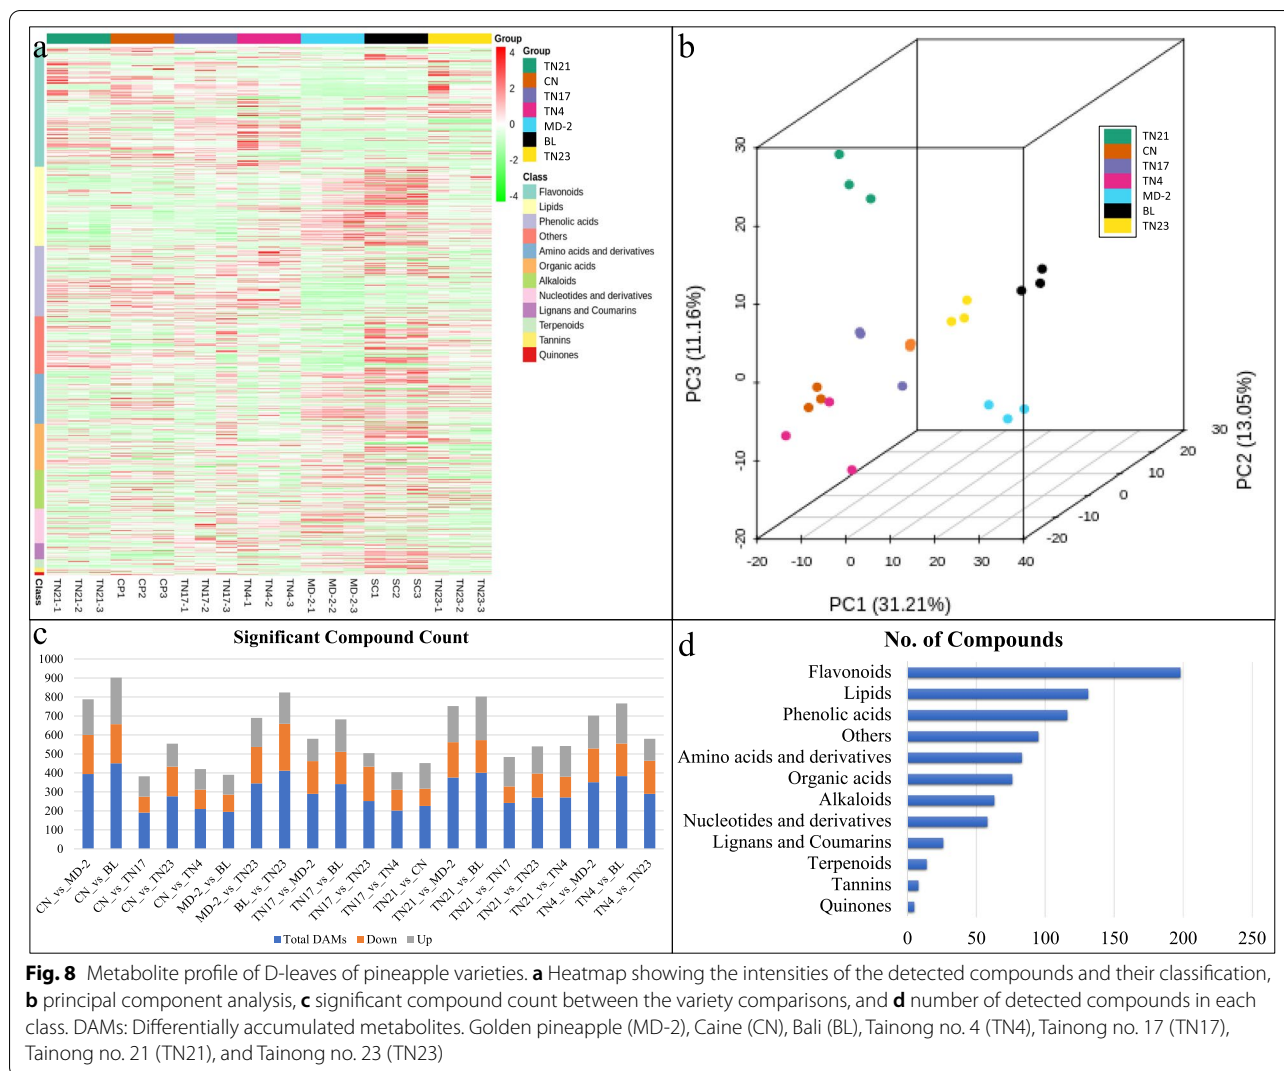 a
Group
4
2
0
-2
-4
Group
TN21
CN
TN17
TN4
MD-2
BL
TN23
Class
Flavonoids
Lipids
Phenolic acids
Others
Amino acids and derivatives
Organic acids
Alkaloids
Nucleotides and derivatives
Lignans and Coumarins
Terpenoids
Tannins
Quinones
Class
TN21-1
TN21-2
TN21-3
CP1
CP2
CP3
TN17-1
TN17-2
TN17-3
TN4-1
TN4-2
TN4-3
MD-2-1
MD-2-2
MD-2-3
SC1
SC2
SC3
TN23-1
TN23-2
TN23-3
b
TN21
CN
TN17
TN4
MD-2
BL
TN23
PC3 (11.16%)
30
20
10
0
-10
-20
-20
-10
0
10
20
30
40
PC1 (31.21%)
-20
-10
0
10
20
30
PC2 (13.05%)
c
Significant Compound Count
1000
900
800
700
600
500
400
300
200
100
0
CN_vs_MD-2
CN_vs_BL
CN_vs_TN17
CN_vs_TN23
CN_vs_TN4
MD-2_vs_BL
MD-2_vs_TN23
BL_vs_TN23
TN17_vs_MD-2
TN17_vs_BL
TN17_vs_TN23
TN17_vs_TN4
TN21_vs_CN
TN21_vs_MD-2
TN21_vs_BL
TN21_vs_TN17
TN21_vs_TN23
TN21_vs_TN4
TN4_vs_MD-2
TN4_vs_BL
TN4_vs_TN23
Total DAMs Down Up
d
No. of Compounds
Flavonoids
Lipids
Phenolic acids
Others
Amino acids and derivatives
Organic acids
Alkaloids
Nucleotides and derivatives
Lignans and Coumarins
Terpenoids
Tannins
Quinones
0 50 100 150 200 250
Fig. 8 Metabolite profile of D-leaves of pineapple varieties. a Heatmap showing the intensities of the detected compounds and their classification,
b principal component analysis, c significant compound count between the variety comparisons, and d number of detected compounds in each
class. DAMs: Differentially accumulated metabolites. Golden pineapple (MD-2), Caine (CN), Bali (BL), Tainong no. 4 (TN4), Tainong no. 17 (TN17),
Tainong no. 21 (TN21), and Tainong no. 23 (TN23)